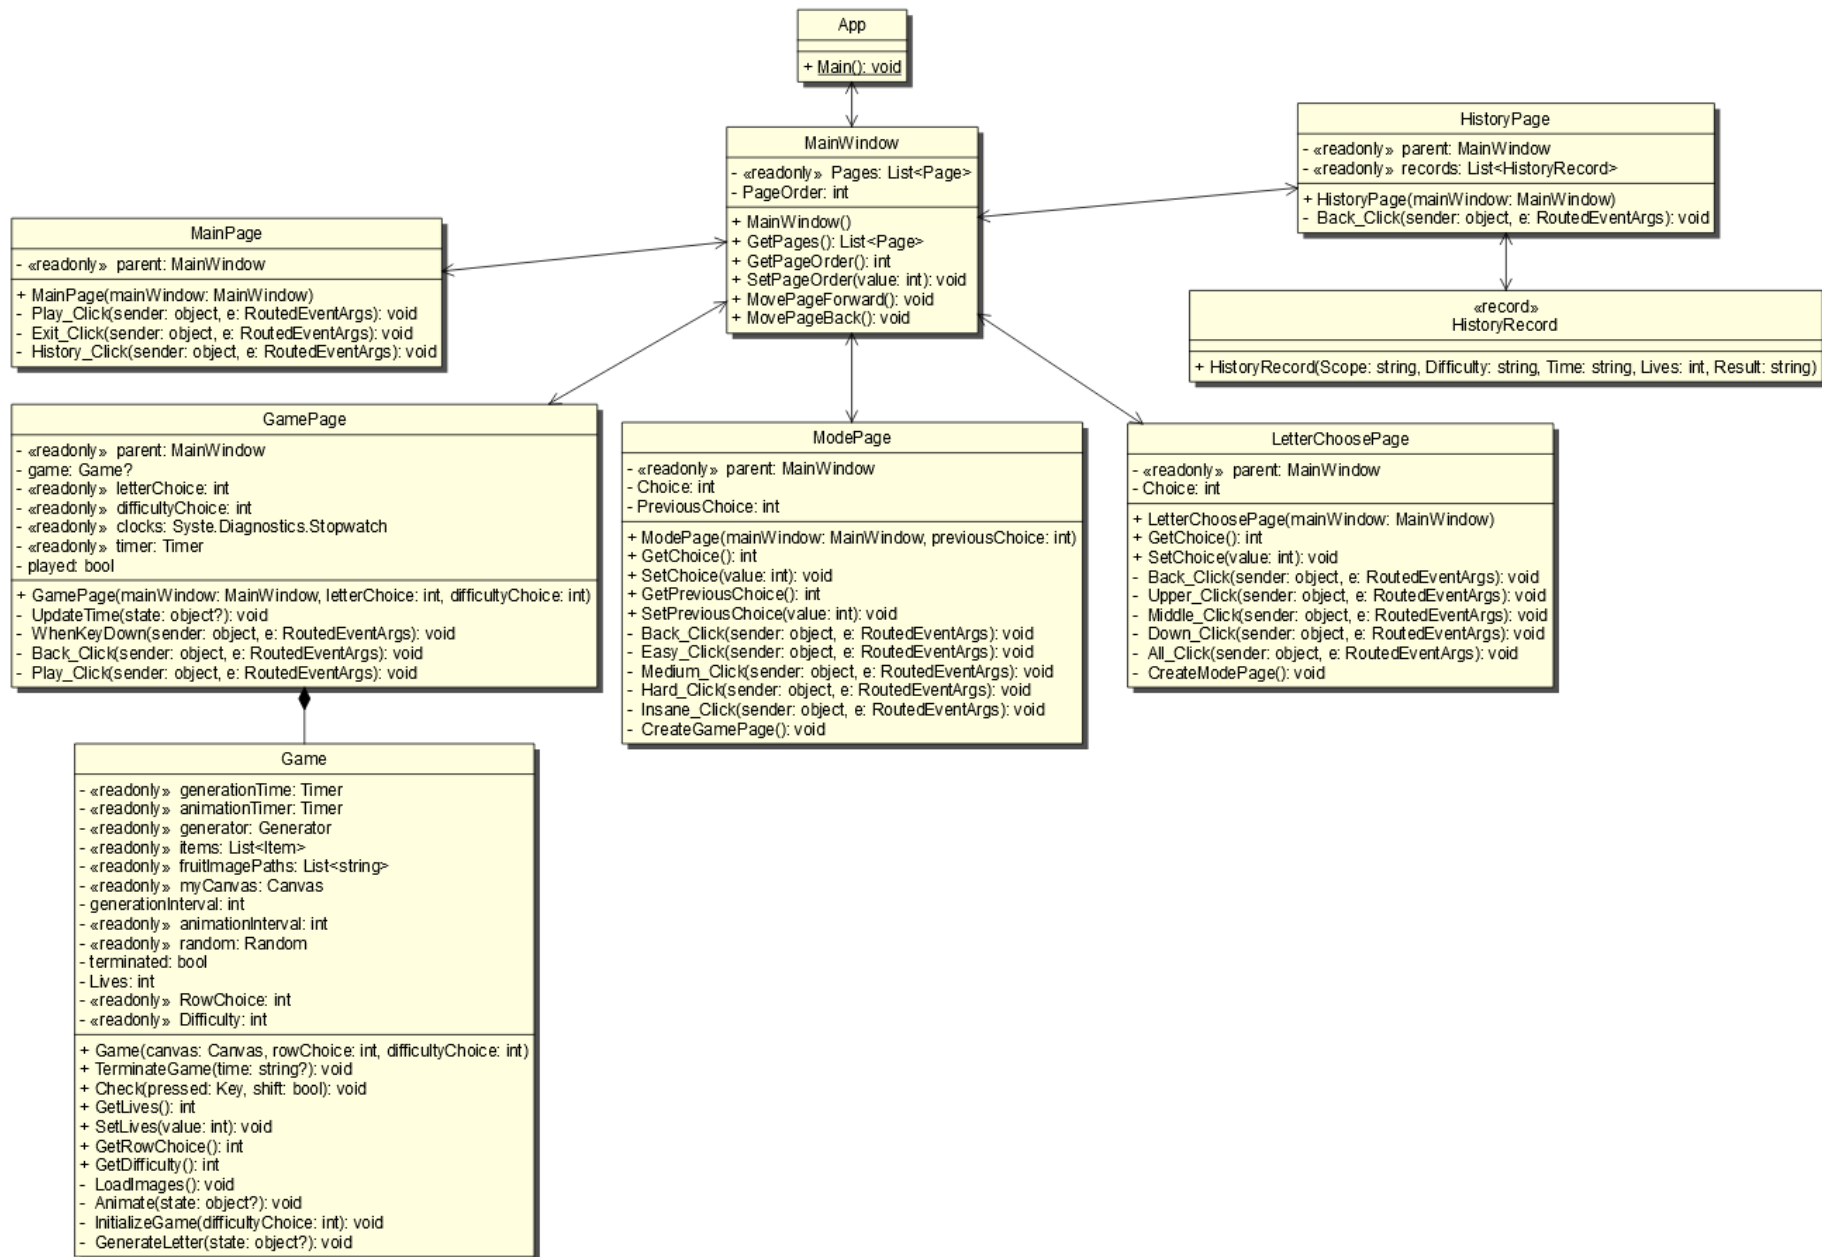 App
+ Main(): void
MainWindow
- «readonly» Pages: List<Page>
- PageOrder: int
+ MainWindow()
+ GetPages(): List<Page>
+ GetPageOrder(): int
+ SetPageOrder(value: int): void
+ MovePageForward(): void
+ MovePageBack(): void
HistoryPage
- «readonly» parent: MainWindow
- «readonly» records: List<HistoryRecord>
+ HistoryPage(mainWindow: MainWindow)
- Back_Click(sender: object, e: RoutedEventArgs): void
«record»
HistoryRecord
+ HistoryRecord(Scope: string, Difficulty: string, Time: string, Lives: int, Result: string)
MainPage
- «readonly» parent: MainWindow
+ MainPage(mainWindow: MainWindow)
- Play_Click(sender: object, e: RoutedEventArgs): void
- Exit_Click(sender: object, e: RoutedEventArgs): void
- History_Click(sender: object, e: RoutedEventArgs): void
GamePage
- «readonly» parent: MainWindow
- game: Game?
- «readonly» letterChoice: int
- «readonly» difficultyChoice: int
- «readonly» clocks: Syste.Diagnostics.Stopwatch
- «readonly» timer: Timer
- played: bool
+ GamePage(mainWindow: MainWindow, letterChoice: int, difficultyChoice: int)
- UpdateTime(state: object?): void
- WhenKeyDown(sender: object, e: RoutedEventArgs): void
- Back_Click(sender: object, e: RoutedEventArgs): void
- Play_Click(sender: object, e: RoutedEventArgs): void
ModePage
- «readonly» parent: MainWindow
- Choice: int
- PreviousChoice: int
+ ModePage(mainWindow: MainWindow, previousChoice: int)
+ GetChoice(): int
+ SetChoice(value: int): void
+ GetPreviousChoice(): int
+ SetPreviousChoice(value: int): void
- Back_Click(sender: object, e: RoutedEventArgs): void
- Easy_Click(sender: object, e: RoutedEventArgs): void
- Medium_Click(sender: object, e: RoutedEventArgs): void
- Hard_Click(sender: object, e: RoutedEventArgs): void
- Insane_Click(sender: object, e: RoutedEventArgs): void
- CreateGamePage(): void
LetterChoosePage
- «readonly» parent: MainWindow
- Choice: int
+ LetterChoosePage(mainWindow: MainWindow)
+ GetChoice(): int
+ SetChoice(value: int): void
- Back_Click(sender: object, e: RoutedEventArgs): void
- Upper_Click(sender: object, e: RoutedEventArgs): void
- Middle_Click(sender: object, e: RoutedEventArgs): void
- Down_Click(sender: object, e: RoutedEventArgs): void
- All_Click(sender: object, e: RoutedEventArgs): void
- CreateModePage(): void
Game
- «readonly» generationTime: Timer
- «readonly» animationTimer: Timer
- «readonly» generator: Generator
- «readonly» items: List<Item>
- «readonly» fruitImagePaths: List<string>
- «readonly» myCanvas: Canvas
- generationInterval: int
- «readonly» animationInterval: int
- «readonly» random: Random
- terminated: bool
- Lives: int
- «readonly» RowChoice: int
- «readonly» Difficulty: int
+ Game(canvas: Canvas, rowChoice: int, difficultyChoice: int)
+ TerminateGame(time: string?): void
+ Check(pressed: Key, shift: bool): void
+ GetLives(): int
+ SetLives(value: int): void
+ GetRowChoice(): int
+ GetDifficulty(): int
- LoadImages(): void
- Animate(state: object?): void
- InitializeGame(difficultyChoice: int): void
- GenerateLetter(state: object?): void